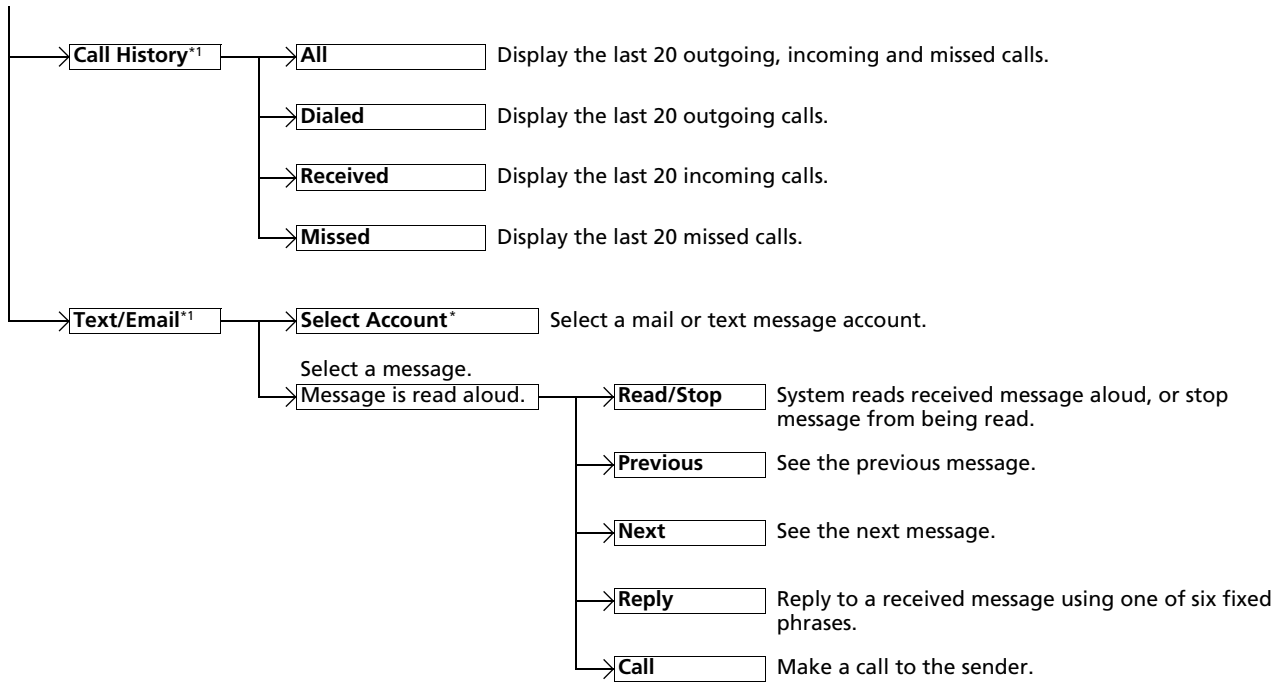 Call History*1
All
Display the last 20 outgoing, incoming and missed calls.
Dialed
Display the last 20 outgoing calls.
Received
Display the last 20 incoming calls.
Missed
Display the last 20 missed calls.
Text/Email*1
Select Account*
Select a mail or text message account.
Select a message.
Message is read aloud.
Read/Stop
System reads received message aloud, or stop
message from being read.
Previous
See the previous message.
Next
See the next message.
Reply
Reply to a received message using one of six fixed
phrases.
Call
Make a call to the sender.